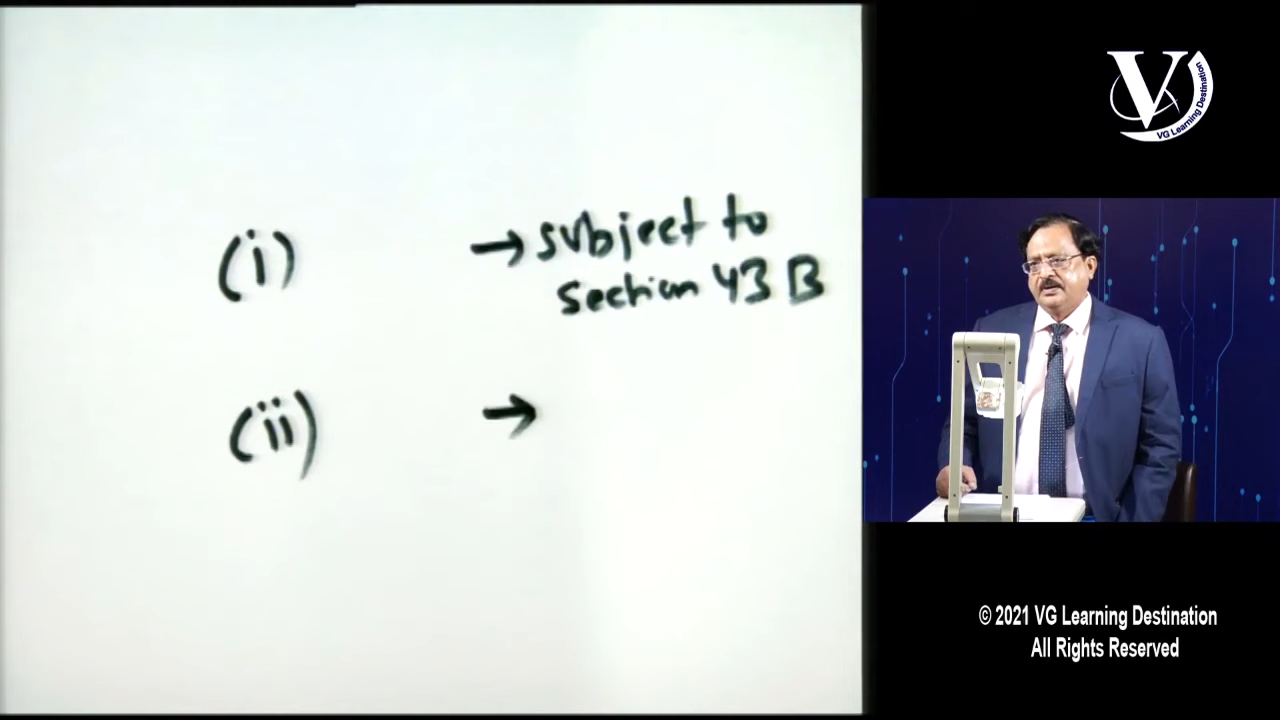 (i) → subject to
section 43 B
(ii) →
V
VG Learning Destination
© 2021 VG Learning Destination
All Rights Reserved